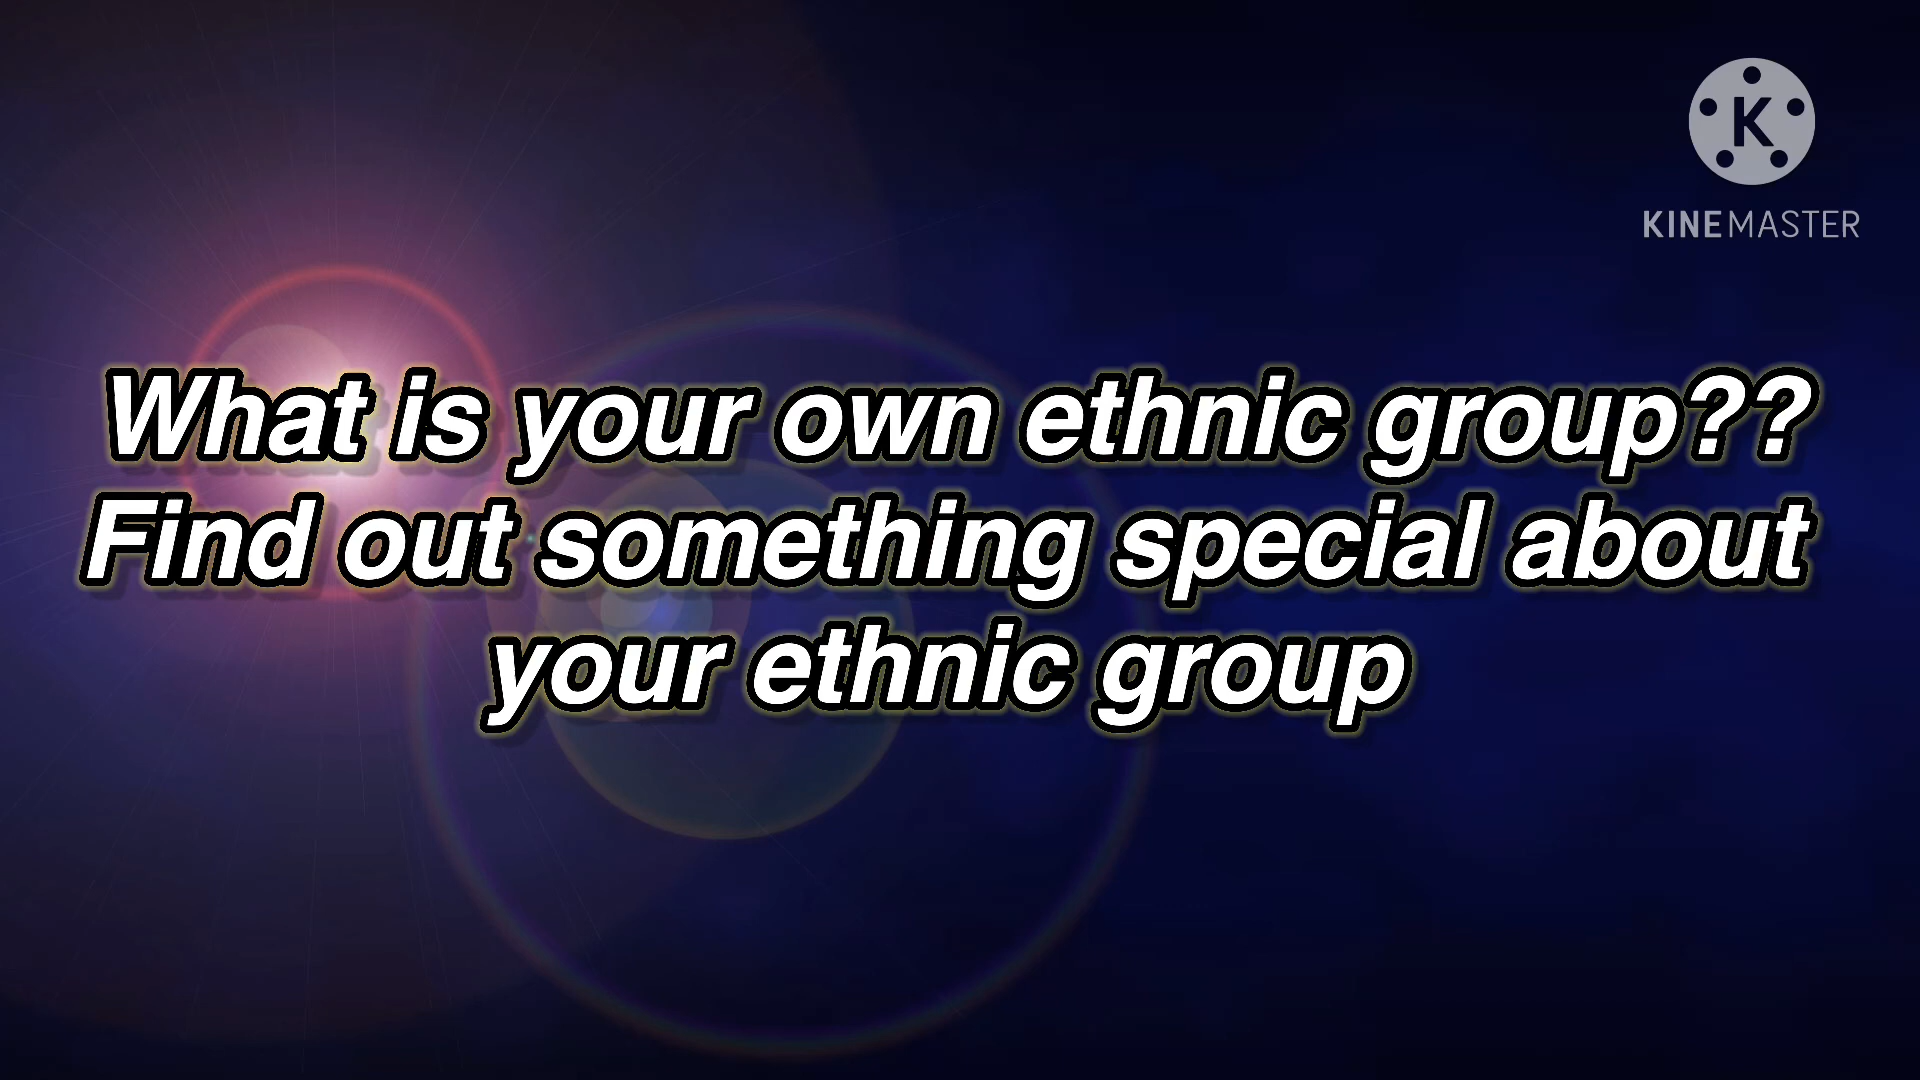 K
KINEMASTER
What is your own ethnic group??
Find out something special about
your ethnic group